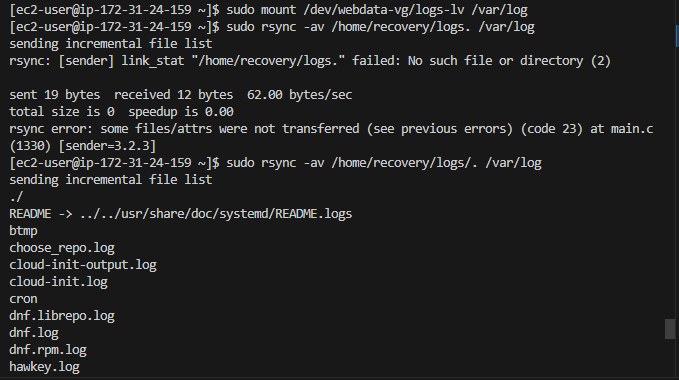 [ec2-user@ip-172-31-24-159 ~]$ sudo mount /dev/webdata-vg/logs-lv /var/log
[ec2-user@ip-172-31-24-159 ~]$ sudo rsync -av /home/recovery/logs. /var/log
sending incremental file list
rsync: [sender] link_stat "/home/recovery/logs." failed: No such file or directory (2)
sent 19 bytes  received 12 bytes  62.00 bytes/sec
total size is 0  speedup is 0.00
rsync error: some files/attrs were not transferred (see previous errors) (code 23) at main.c
(1330) [sender=3.2.3]
[ec2-user@ip-172-31-24-159 ~]$ sudo rsync -av /home/recovery/logs/. /var/log
sending incremental file list
./
README -> ../../usr/share/doc/systemd/README.logs
btmp
choose_repo.log
cloud-init-output.log
cloud-init.log
cron
dnf.librepo.log
dnf.log
dnf.rpm.log
hawkey.log